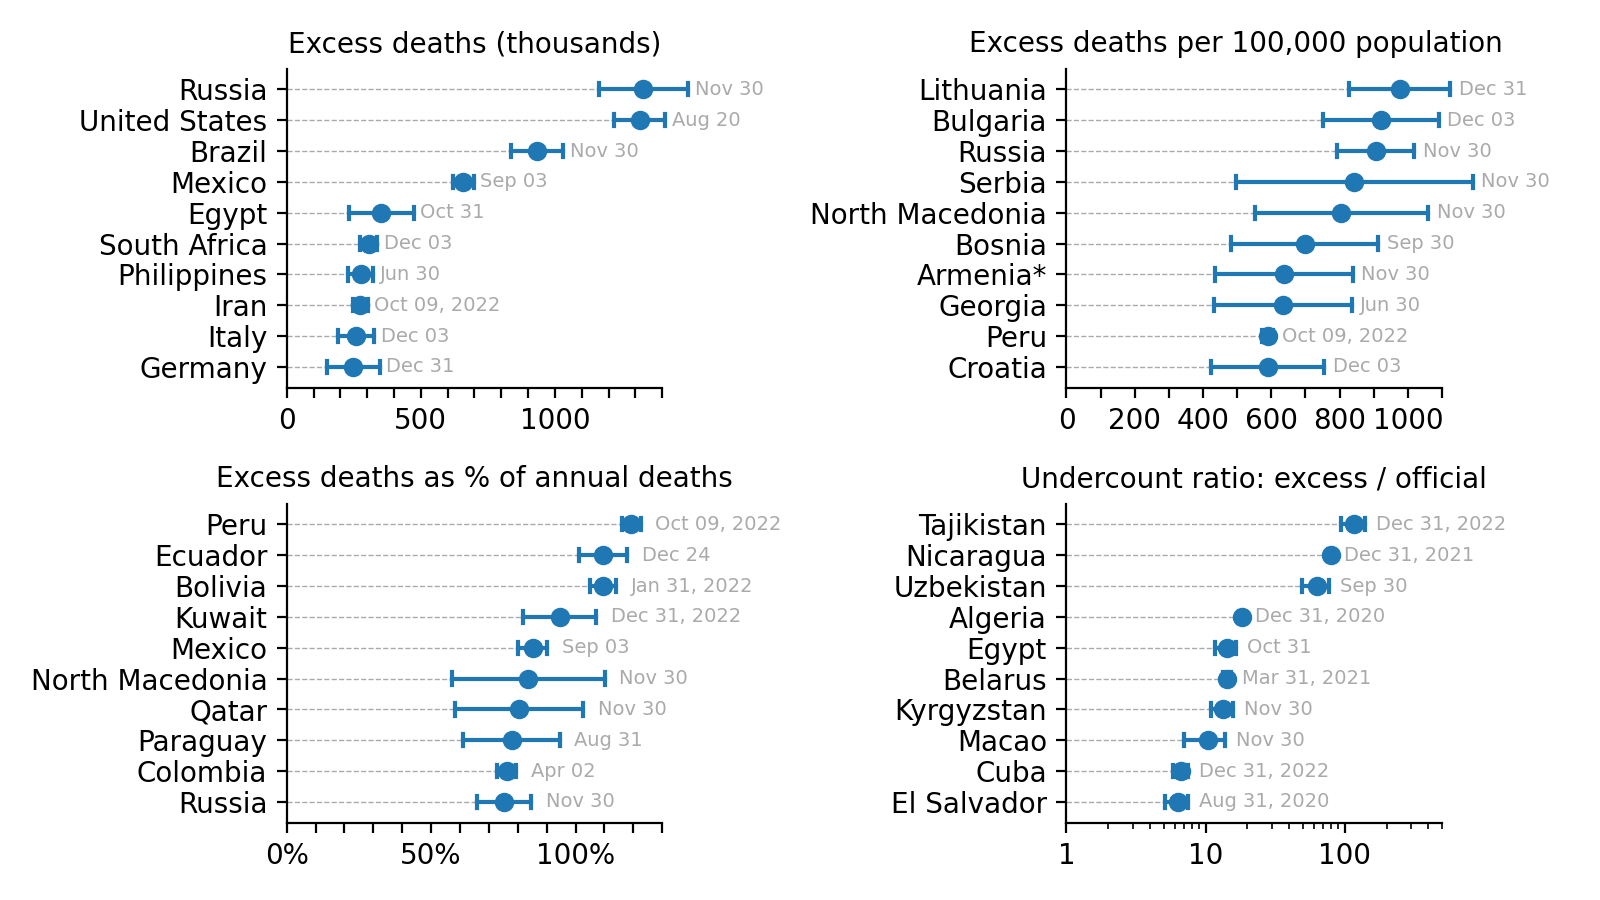 Excess deaths (thousands)
Russia Nov 30
United States Aug 20
Brazil Nov 30
Mexico Sep 03
Egypt Oct 31
South Africa Dec 03
Philippines Jun 30
Iran Oct 09, 2022
Italy Dec 03
Germany Dec 31
0 500 1000
Excess deaths per 100,000 population
Lithuania Dec 31
Bulgaria Dec 03
Russia Nov 30
Serbia Nov 30
North Macedonia Nov 30
Bosnia Sep 30
Armenia* Nov 30
Georgia Jun 30
Peru Oct 09, 2022
Croatia Dec 03
0 200 400 600 800 1000
Excess deaths as % of annual deaths
Peru Oct 09, 2022
Ecuador Dec 24
Bolivia Jan 31, 2022
Kuwait Dec 31, 2022
Mexico Sep 03
North Macedonia Nov 30
Qatar Nov 30
Paraguay Aug 31
Colombia Apr 02
Russia Nov 30
0% 50% 100%
Undercount ratio: excess / official
Tajikistan Dec 31, 2022
Nicaragua Dec 31, 2021
Uzbekistan Sep 30
Algeria Dec 31, 2020
Egypt Oct 31
Belarus Mar 31, 2021
Kyrgyzstan Nov 30
Macao Nov 30
Cuba Dec 31, 2022
El Salvador Aug 31, 2020
1 10 100